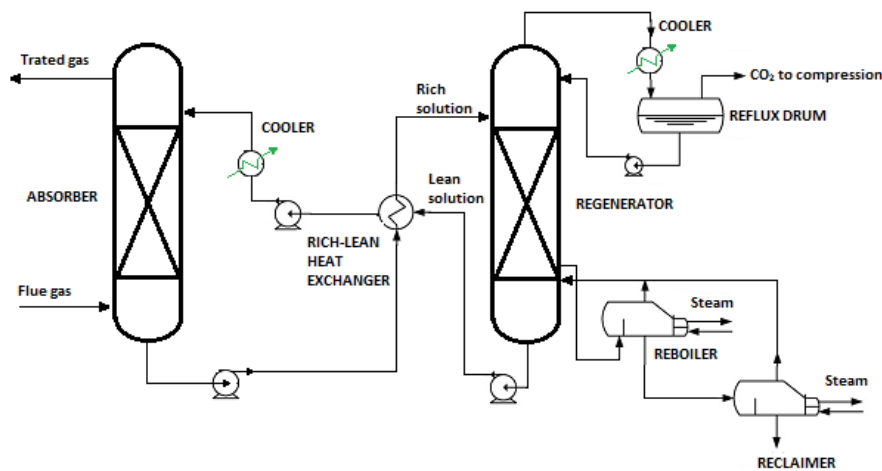 Trated gas
COOLER
CO₂ to compression
REFLUX DRUM
Rich
solution
COOLER
Lean
solution
ABSORBER
REGENERATOR
RICH-LEAN
HEAT
EXCHANGER
Flue gas
Steam
REBOILER
Steam
RECLAIMER